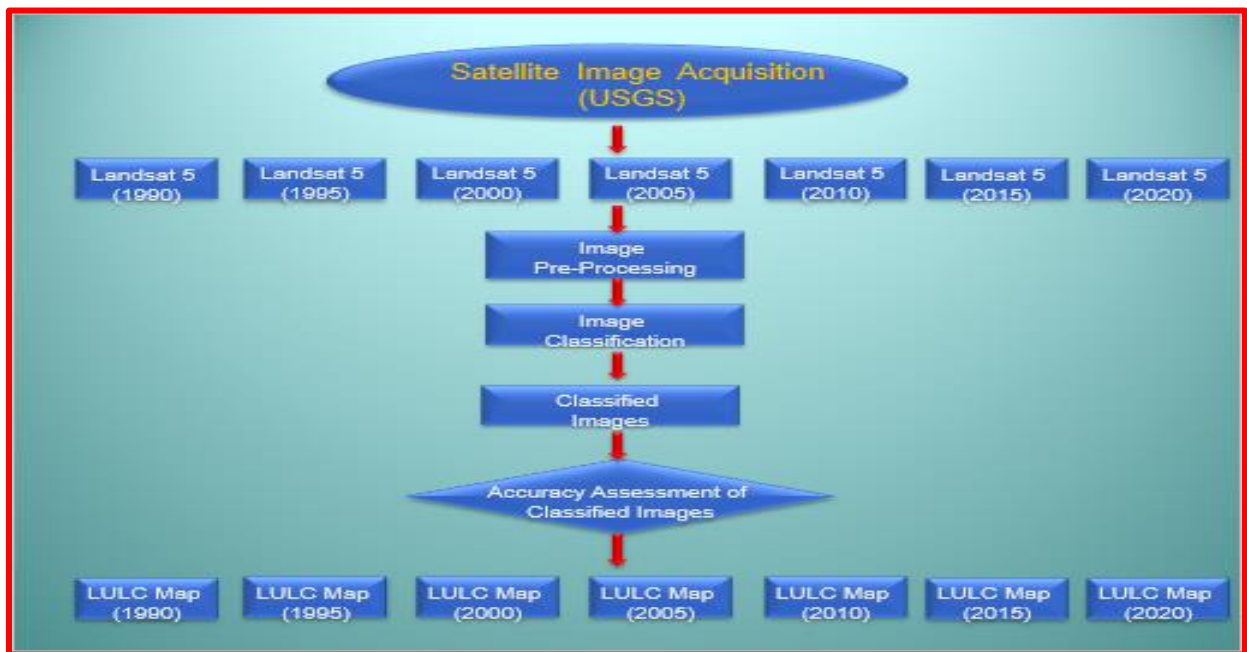 Satellite Image Acquisition
(USGS)
Landsat 5
(1990)
Landsat 5
(1995)
Landsat 5
(2000)
Landsat 5
(2005)
Landsat 5
(2010)
Landsat 5
(2015)
Landsat 5
(2020)
Image
Pre-Processing
Image
Classification
Classified
Images
Accuracy Assessment of
Classified Images
LULC Map
(1990)
LULC Map
(1995)
LULC Map
(2000)
LULC Map
(2005)
LULC Map
(2010)
LULC Map
(2015)
LULC Map
(2020)